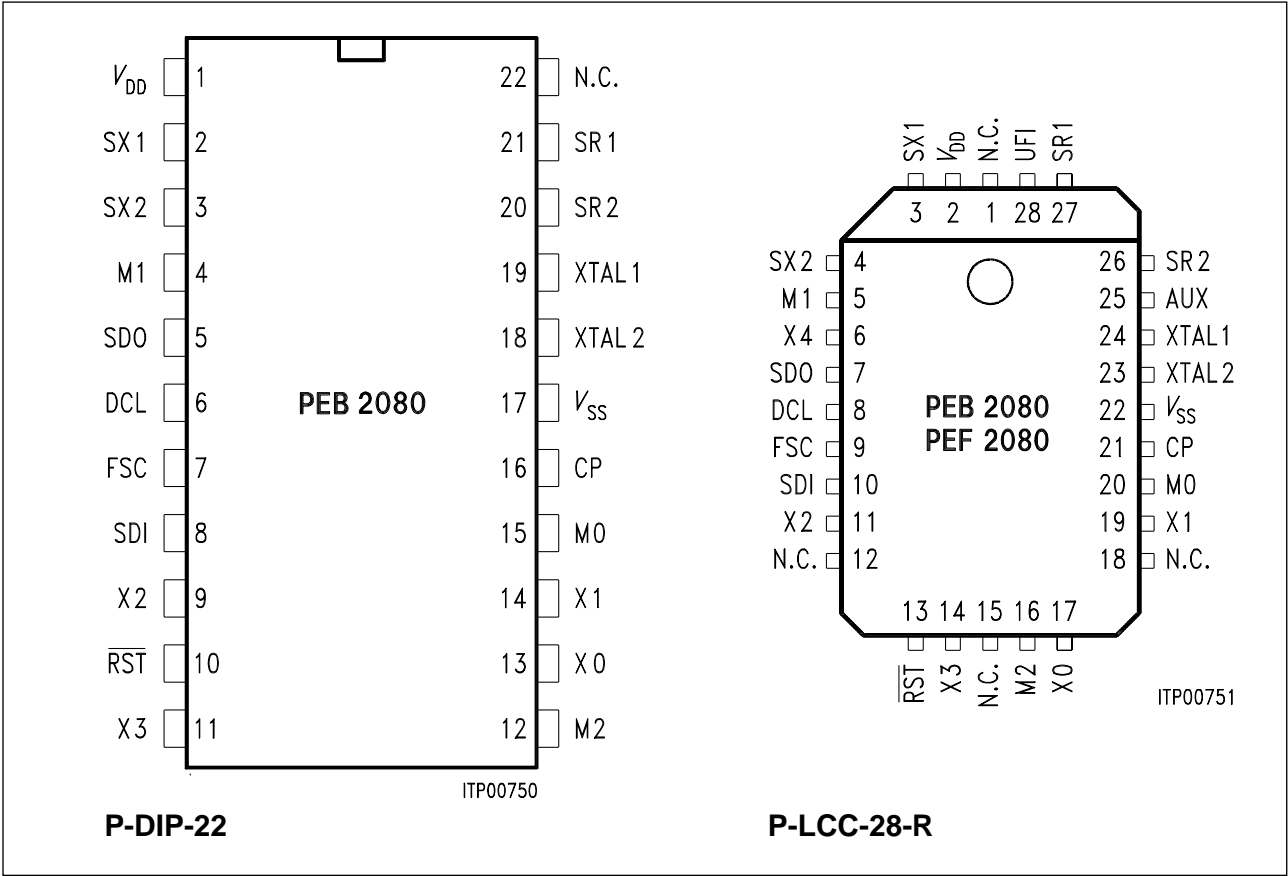 VDD 1 22 N.C.
SX1 2 21 SR1
SX2 3 20 SR2
M1 4 19 XTAL1
SDO 5 18 XTAL2
DCL 6 PEB 2080 17 VSS
FSC 7 16 CP
SDI 8 15 M0
X2 9 14 X1
RST 10 13 X0
X3 11 12 M2
ITP00750
P-DIP-22
SX1 VDD N.C. UFI SR1
3 2 1 28 27
SX2 4 26 SR2
M1 5 25 AUX
X4 6 24 XTAL1
SDO 7 23 XTAL2
DCL 8 PEB 2080 22 VSS
FSC 9 PEF 2080 21 CP
SDI 10 20 M0
X2 11 19 X1
N.C. 12 18 N.C.
13 14 15 16 17
RST X3 N.C. M2 X0
ITP00751
P-LCC-28-R